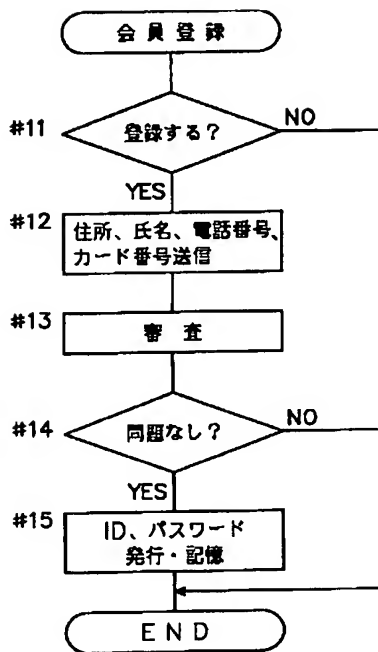 会員登録
#11
登録する？
NO
YES
#12
住所、氏名、電話番号、
カード番号送信
#13
審 査
#14
問題なし？
NO
YES
#15
ID、パスワード
発行・記憶
END